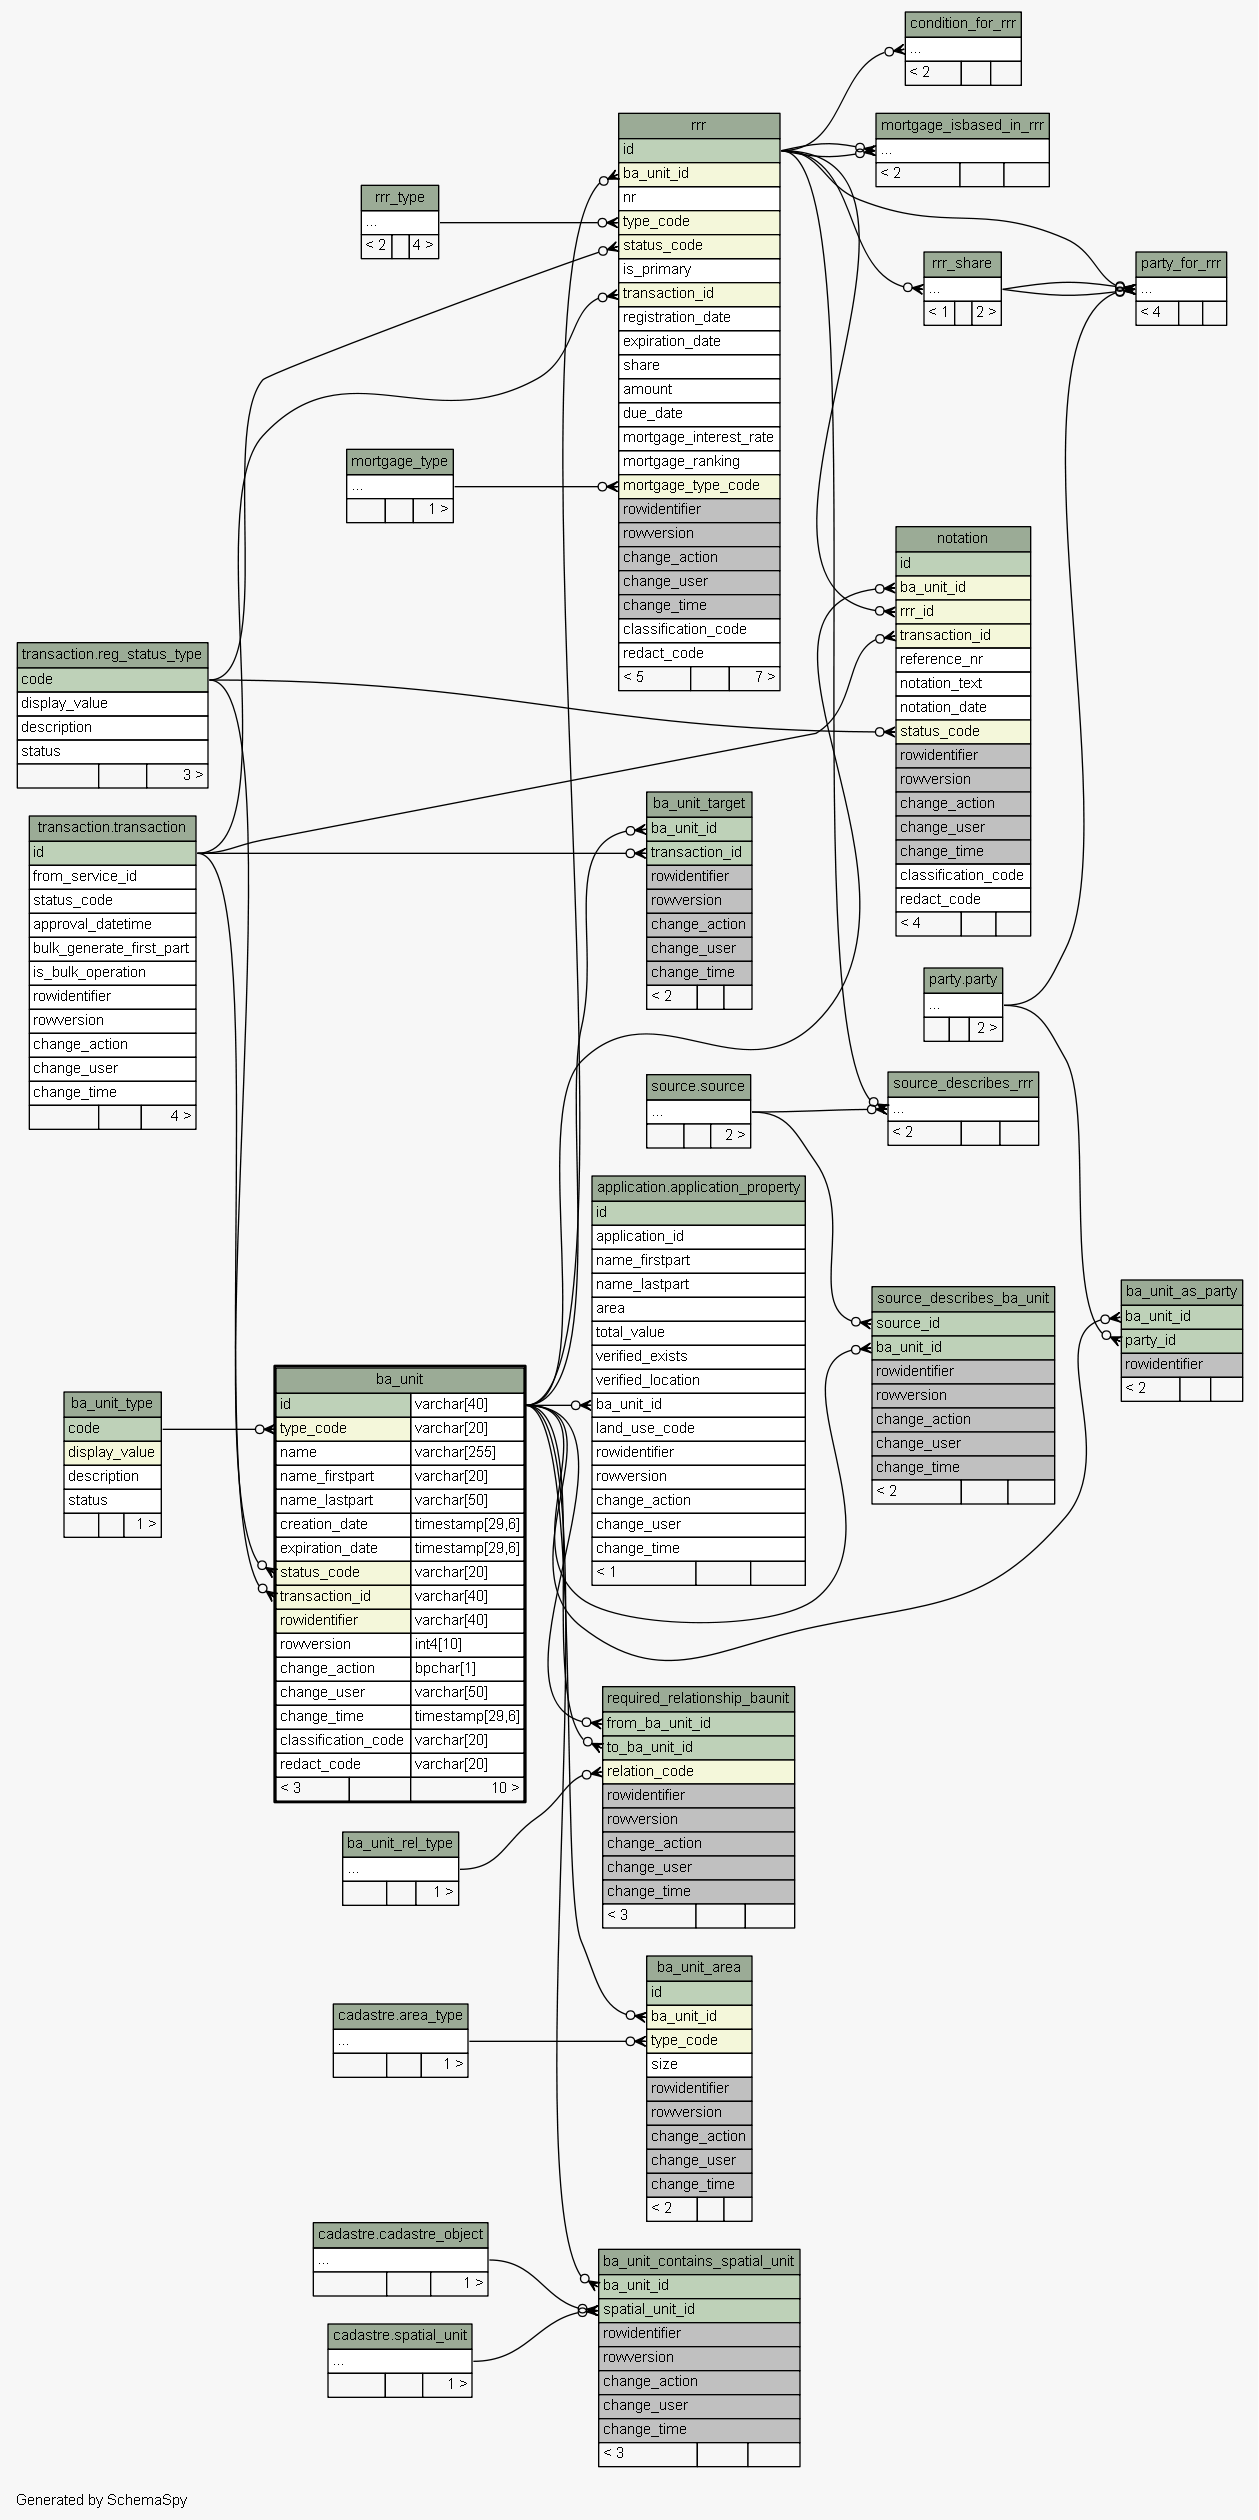 condition_for_rrr
...
< 2
mortgage_isbased_in_rrr
...
< 2
rrr
id
ba_unit_id
nr
type_code
status_code
is_primary
transaction_id
registration_date
expiration_date
share
amount
due_date
mortgage_interest_rate
mortgage_ranking
mortgage_type_code
rowidentifier
rowversion
change_action
change_user
change_time
classification_code
redact_code
< 5 7 >
rrr_type
...
< 2 4 >
rrr_share
...
< 1 2 >
party_for_rrr
...
< 4
mortgage_type
...
1 >
notation
id
ba_unit_id
rrr_id
transaction_id
reference_nr
notation_text
notation_date
status_code
rowidentifier
rowversion
change_action
change_user
change_time
classification_code
redact_code
< 4
transaction.reg_status_type
code
display_value
description
status
3 >
transaction.transaction
id
from_service_id
status_code
approval_datetime
bulk_generate_first_part
is_bulk_operation
rowidentifier
rowversion
change_action
change_user
change_time
4 >
ba_unit_target
ba_unit_id
transaction_id
rowidentifier
rowversion
change_action
change_user
change_time
< 2
party.party
...
2 >
source.source
...
2 >
source_describes_rrr
...
< 2
application.application_property
id
application_id
name_firstpart
name_lastpart
area
total_value
verified_exists
verified_location
ba_unit_id
land_use_code
rowidentifier
rowversion
change_action
change_user
change_time
< 1
source_describes_ba_unit
source_id
ba_unit_id
rowidentifier
rowversion
change_action
change_user
change_time
< 2
ba_unit_as_party
ba_unit_id
party_id
rowidentifier
< 2
ba_unit_type
code
display_value
description
status
1 >
ba_unit
id varchar[40]
type_code varchar[20]
name varchar[255]
name_firstpart varchar[20]
name_lastpart varchar[50]
creation_date timestamp[29,6]
expiration_date timestamp[29,6]
status_code varchar[20]
transaction_id varchar[40]
rowidentifier varchar[40]
rowversion int4[10]
change_action bpchar[1]
change_user varchar[50]
change_time timestamp[29,6]
classification_code varchar[20]
redact_code varchar[20]
< 3 10 >
required_relationship_baunit
from_ba_unit_id
to_ba_unit_id
relation_code
rowidentifier
rowversion
change_action
change_user
change_time
< 3
ba_unit_rel_type
...
1 >
ba_unit_area
id
ba_unit_id
type_code
size
rowidentifier
rowversion
change_action
change_user
change_time
< 2
cadastre.area_type
...
1 >
cadastre.cadastre_object
...
1 >
ba_unit_contains_spatial_unit
ba_unit_id
spatial_unit_id
rowidentifier
rowversion
change_action
change_user
change_time
< 3
cadastre.spatial_unit
...
1 >
Generated by SchemaSpy